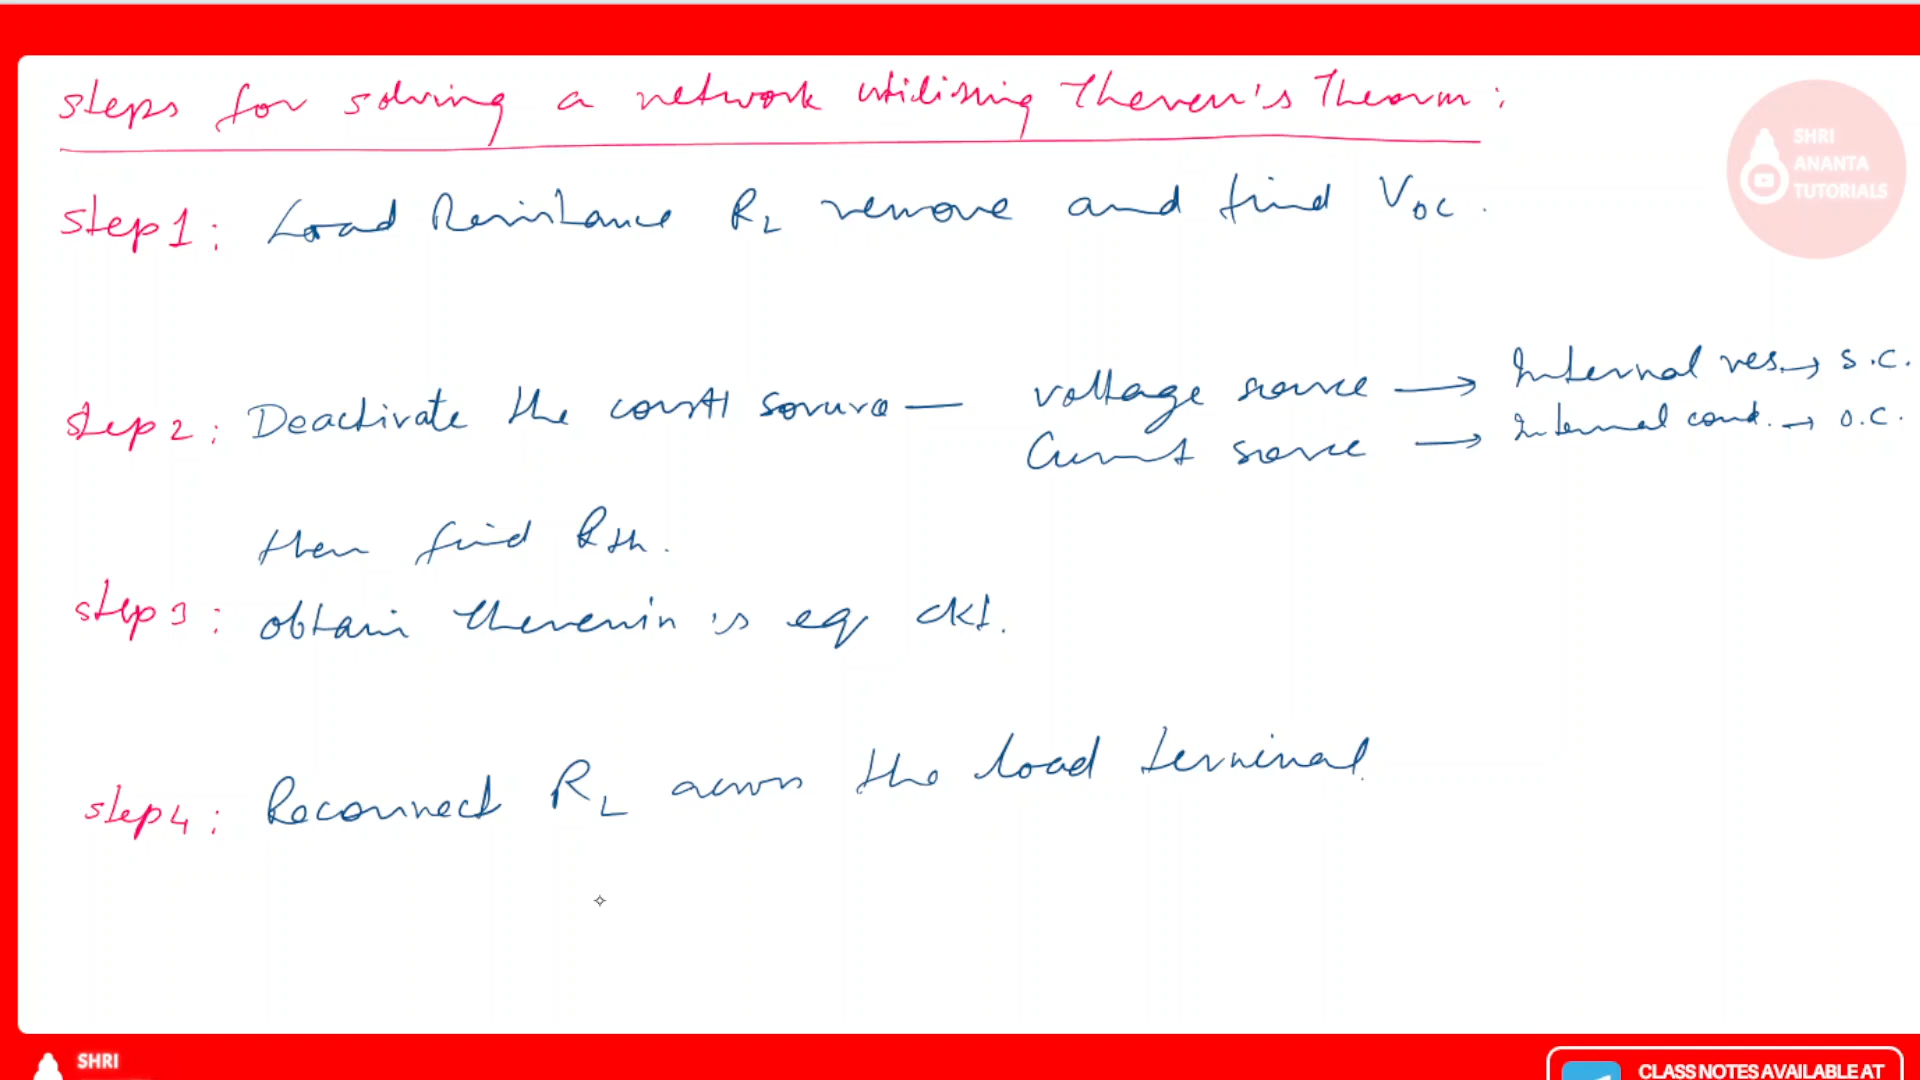 steps for solving a network utilising Theven's Theorm :
SHRI
ANANTA
TUTORIALS
step 1 : Load Resistance RL remove and find Voc .
step 2 : Deactivate the constt source — voltage source → Internal res. → s.c.
Current source → Internal cond. → o.c.
then find Rth .
step 3 : obtain thevenin's eq ckt.
step 4 : Reconnect RL across the load terminal.
SHRI
CLASS NOTES AVAILABLE AT